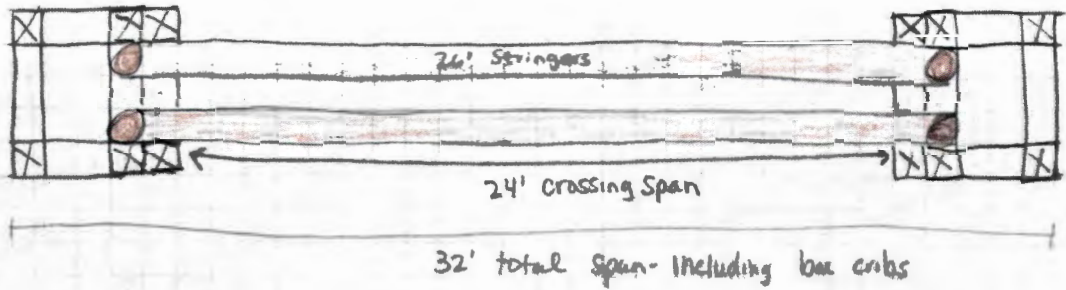 26' Stringers
24' crossing span
32' total span - Including box cribs